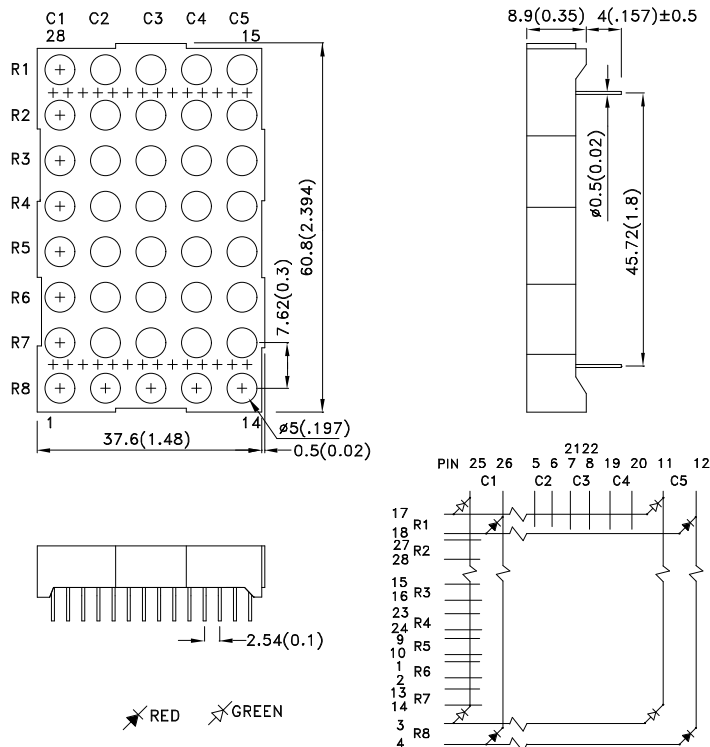 C1 C2 C3 C4 C5
28 15
R1
R2
R3
R4
R5
R6
R7
R8
1 14
37.6(1.48)
0.5(0.02)
ø5(.197)
7.62(0.3)
60.8(2.394)
8.9(0.35) 4(.157)±0.5
ø0.5(0.02)
45.72(1.8)
2.54(0.1)
RED GREEN
2122
PIN 25 26 5 6 7 8 19 20 11 12
C1 C2 C3 C4 C5
17
R1
18
27
R2
28
15
R3
16
23
R4
24
9
R5
10
1
R6
2
13
R7
14
3
R8
4